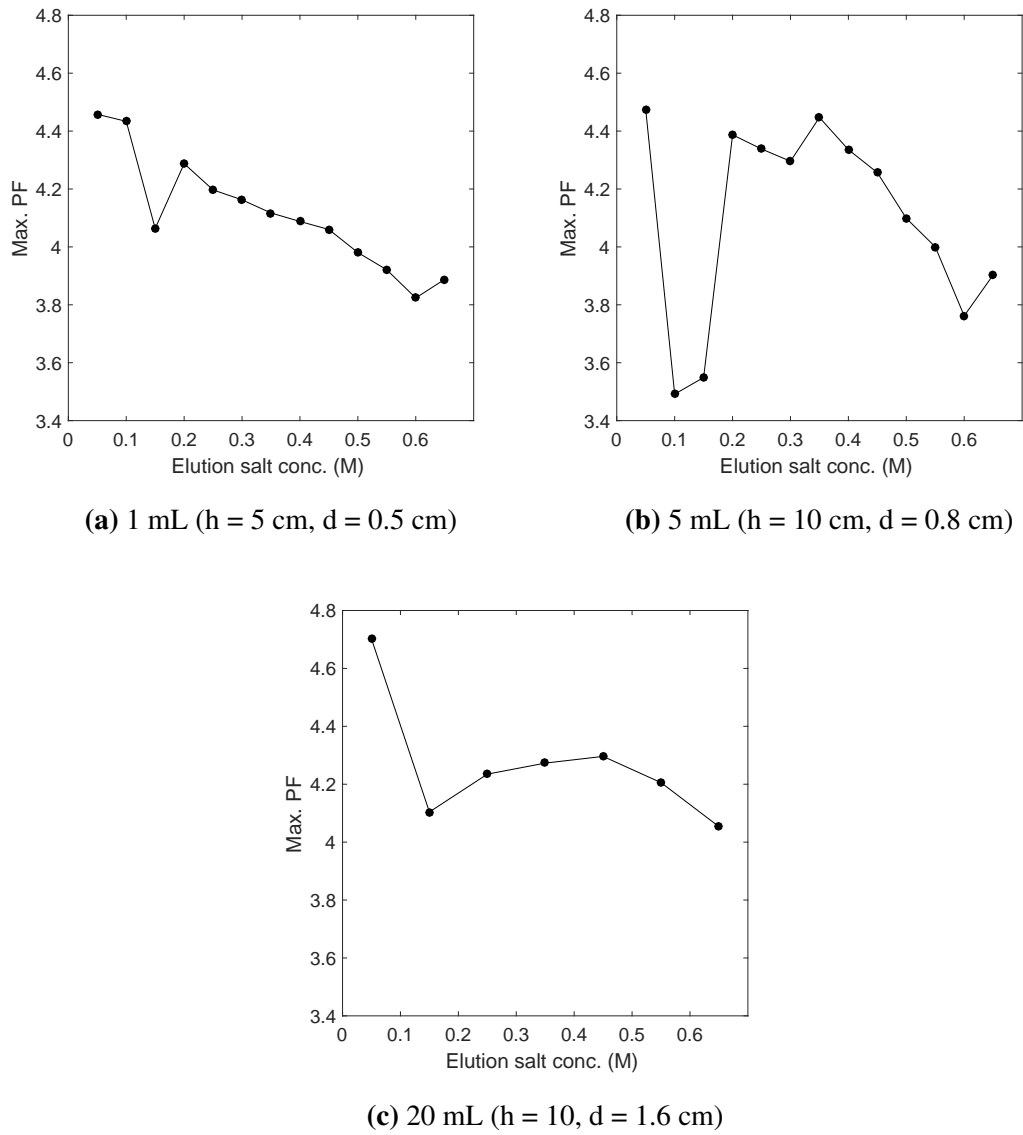 4.8
4.6
4.4
4.2
4
3.8
3.6
3.4
Max. PF
0 0.1 0.2 0.3 0.4 0.5 0.6
Elution salt conc. (M)
(a) 1 mL (h = 5 cm, d = 0.5 cm)
4.8
4.6
4.4
4.2
4
3.8
3.6
3.4
Max. PF
0 0.1 0.2 0.3 0.4 0.5 0.6
Elution salt conc. (M)
(b) 5 mL (h = 10 cm, d = 0.8 cm)
4.8
4.6
4.4
4.2
4
3.8
3.6
3.4
Max. PF
0 0.1 0.2 0.3 0.4 0.5 0.6
Elution salt conc. (M)
(c) 20 mL (h = 10, d = 1.6 cm)